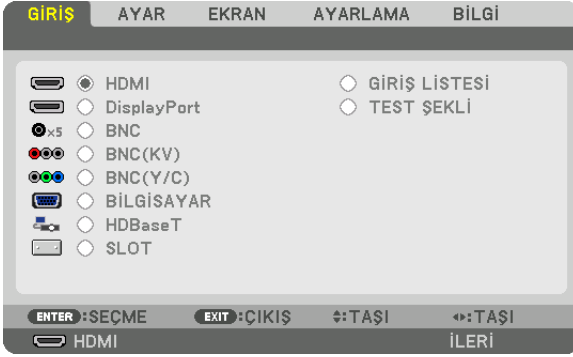 GİRİŞ AYAR EKRAN AYARLAMA BİLGİ
HDMI GİRİŞ LİSTESİ
DisplayPort TEST ŞEKLİ
×5 BNC
BNC(KV)
BNC(Y/C)
BİLGİSAYAR
HDBaseT
SLOT
ENTER :SEÇME EXIT :ÇIKIŞ :TAŞI :TAŞI
HDMI İLERİ